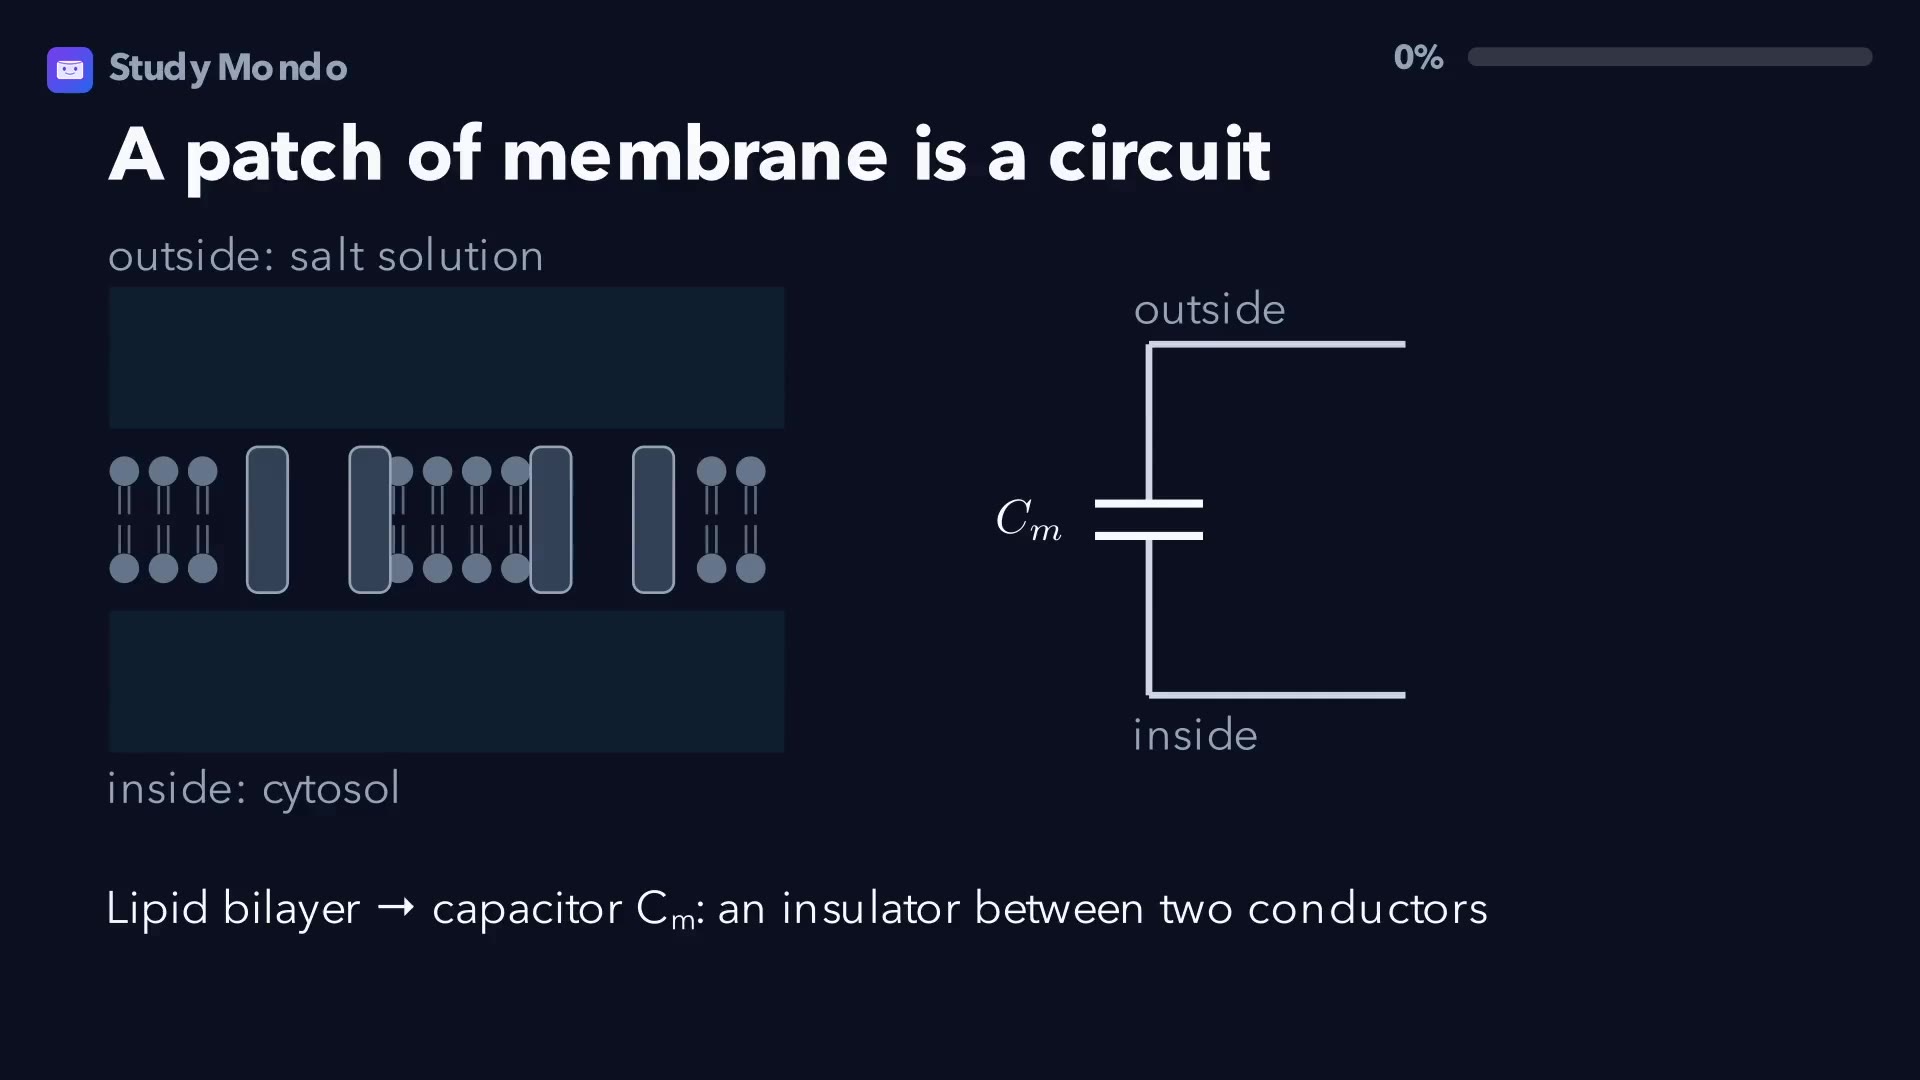 Study Mondo
0%
A patch of membrane is a circuit
outside: salt solution
outside
C_m
inside
inside: cytosol
Lipid bilayer → capacitor Cₘ: an insulator between two conductors